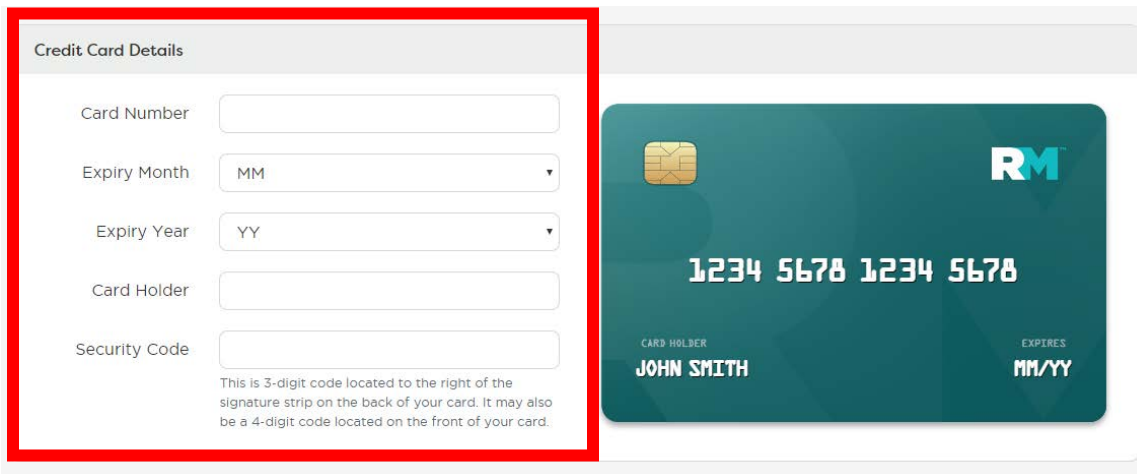 Credit Card Details
Card Number
Expiry Month MM
Expiry Year YY
Card Holder
Security Code
This is 3-digit code located to the right of the
signature strip on the back of your card. It may also
be a 4-digit code located on the front of your card.
RM™
1234 5678 1234 5678
CARD HOLDER EXPIRES
JOHN SMITH MM/YY